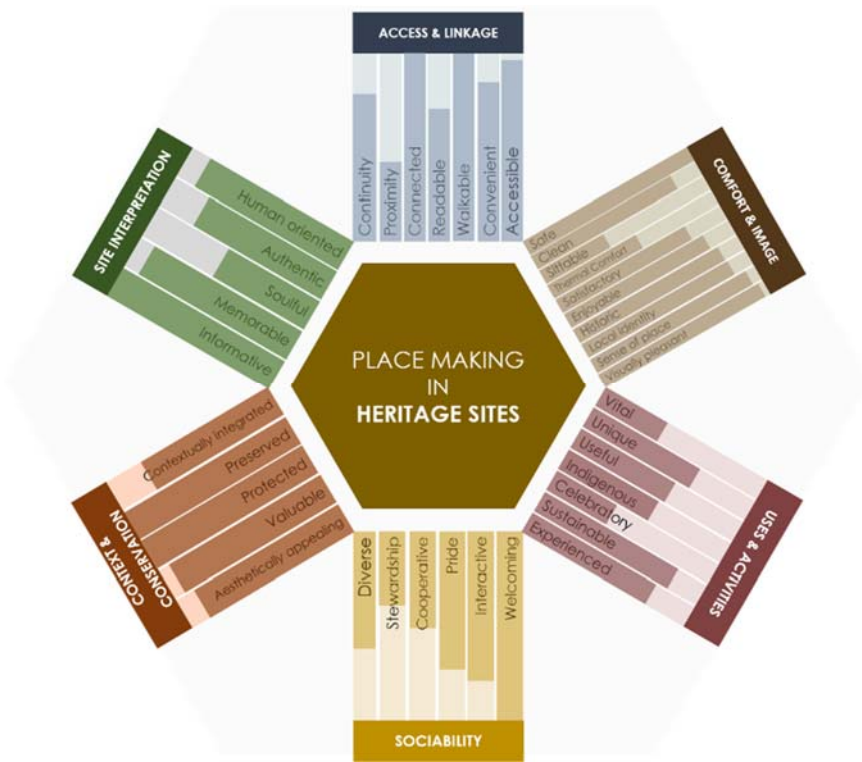 ACCESS & LINKAGE
Continuity
Proximity
Connected
Readable
Walkable
Convenient
Accessible
COMFORT & IMAGE
Safe
Clean
Sittable
Thermal Comfort
Satisfactory
Enjoyable
Historic
Local identity
Sense of place
Visually pleasant
USES & ACTIVITIES
Vital
Unique
Useful
Indigenous
Celebratory
Sustainable
Experienced
SOCIABILITY
Diverse
Stewardship
Cooperative
Pride
Interactive
Welcoming
CONTEXT &
CONSERVATION
Contextually integrated
Preserved
Protected
Valuable
Aesthetically appealing
SITE INTERPRETATION
Human oriented
Authentic
Soulful
Memorable
Informative
PLACE MAKING
IN
HERITAGE SITES